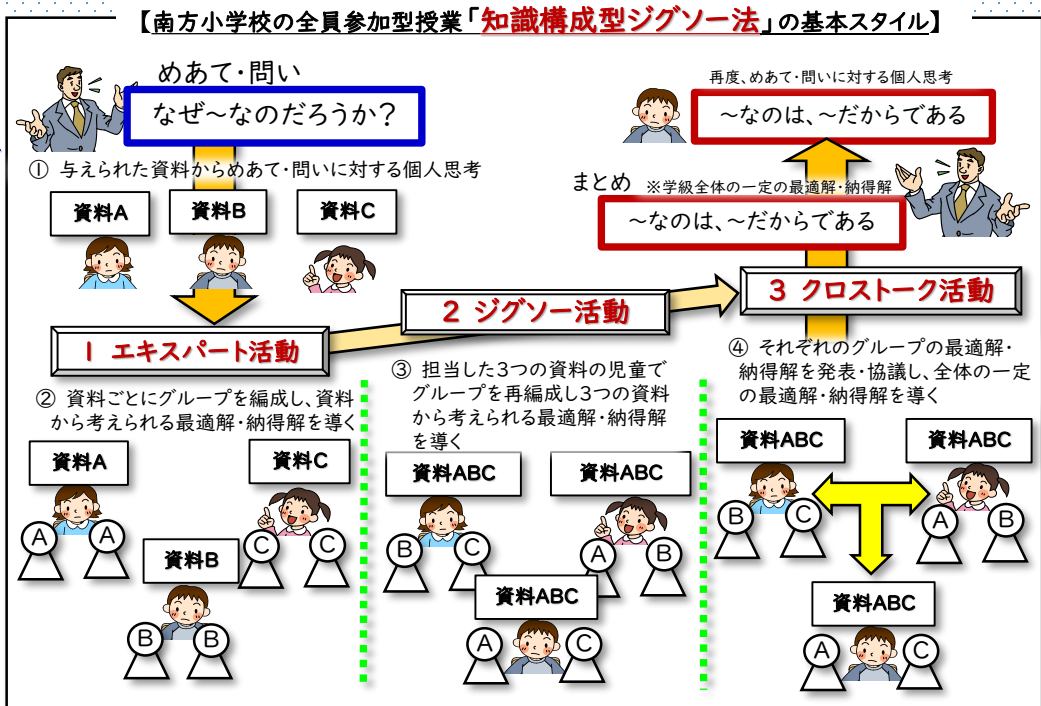 【南方小学校の全員参加型授業「知識構成型ジグソー法」の基本スタイル】
めあて・問い
なぜ~なのだろうか?
① 与えられた資料からめあて・問いに対する個人思考
資料A
資料B
資料C
1 エキスパート活動
② 資料ごとにグループを編成し、資料
から考えられる最適解・納得解を導く
資料A
A
A
資料B
B
B
資料C
C
C
2 ジグソー活動
③ 担当した3つの資料の児童で
グループを再編成し3つの資料
から考えられる最適解・納得解
を導く
資料ABC
B
C
資料ABC
A
B
資料ABC
A
C
3 クロストーク活動
④ それぞれのグループの最適解・
納得解を発表・協議し、全体の一定
の最適解・納得解を導く
資料ABC
B
C
資料ABC
A
B
資料ABC
A
C
まとめ ※学級全体の一定の最適解・納得解
~なのは、~だからである
再度、めあて・問いに対する個人思考
~なのは、~だからである